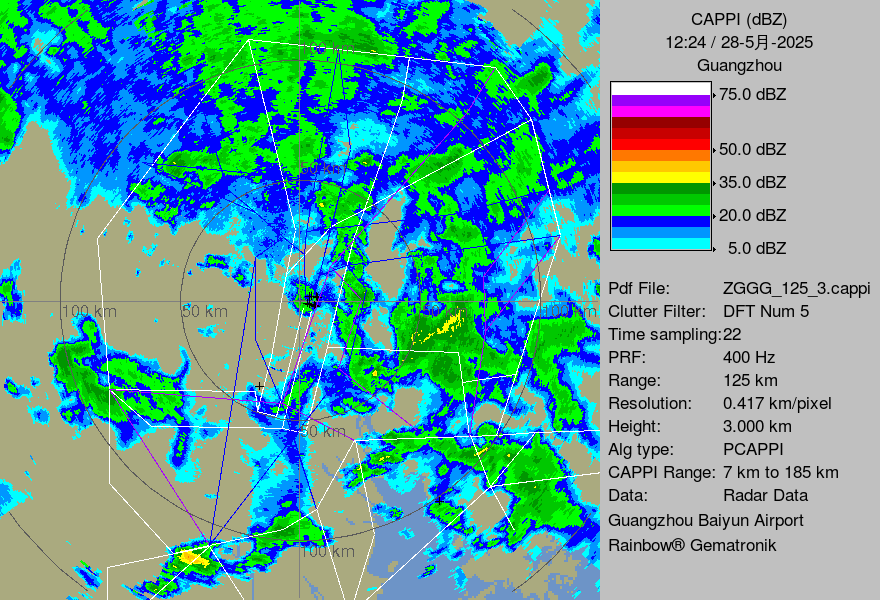 CAPPI (dBZ)
12:24 / 28-5月-2025
Guangzhou
75.0 dBZ
50.0 dBZ
35.0 dBZ
20.0 dBZ
5.0 dBZ
Pdf File: ZGGG_125_3.cappi
Clutter Filter: DFT Num 5
Time sampling:22
PRF: 400 Hz
Range: 125 km
Resolution: 0.417 km/pixel
Height: 3.000 km
Alg type: PCAPPI
CAPPI Range: 7 km to 185 km
Data: Radar Data
Guangzhou Baiyun Airport
Rainbow® Gematronik
100 km
50 km
100 km
50 km
100 km